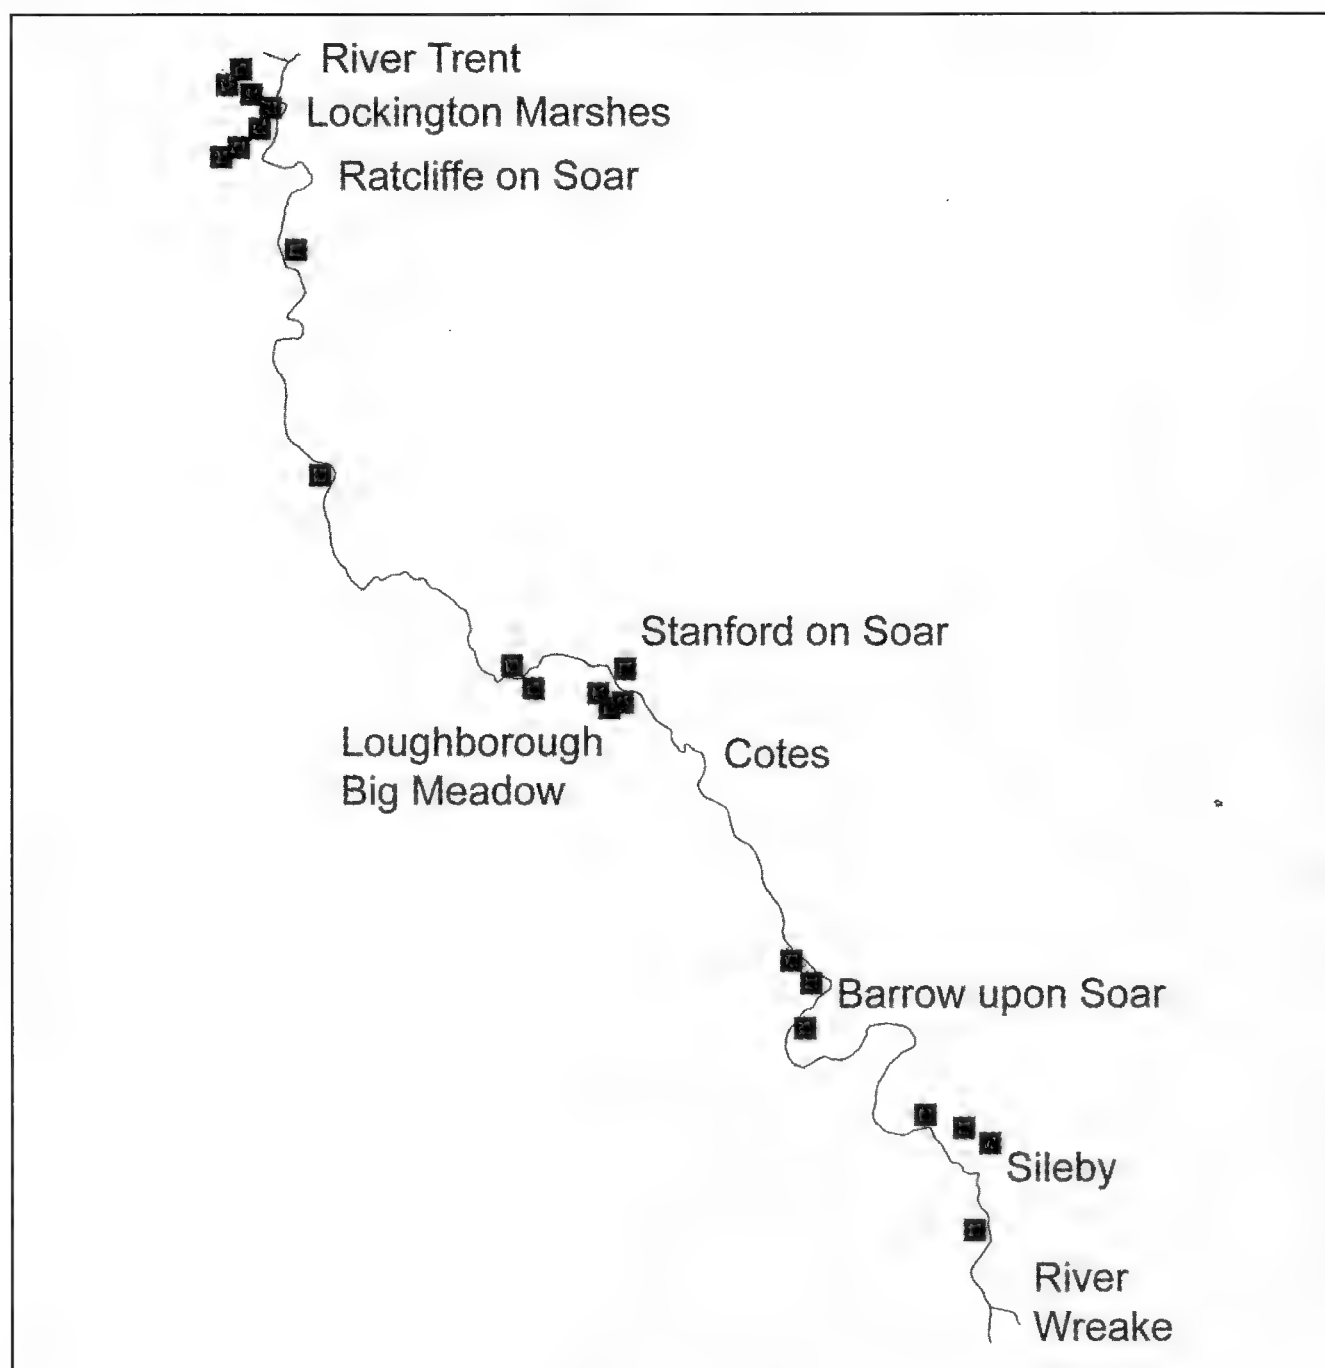 River Trent
Lockington Marshes
Ratcliffe on Soar
Stanford on Soar
Loughborough
Big Meadow
Cotes
Barrow upon Soar
Sileby
River
Wreake